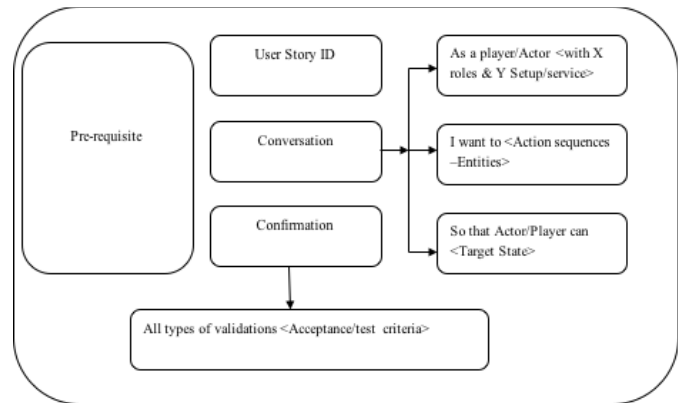 Pre-requisite
User Story ID
Conversation
Confirmation
As a player/Actor <with X
roles & Y Setup/service>
I want to <Action sequences
–Entities>
So that Actor/Player can
<Target State>
All types of validations <Acceptance/test criteria>